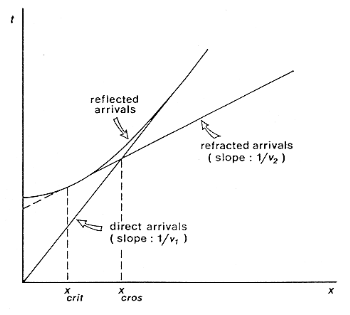 t
reflected
arrivals
refracted arrivals
( slope : 1/v₂ )
direct arrivals
( slope : 1/v₁ )
x crit
x cros
x